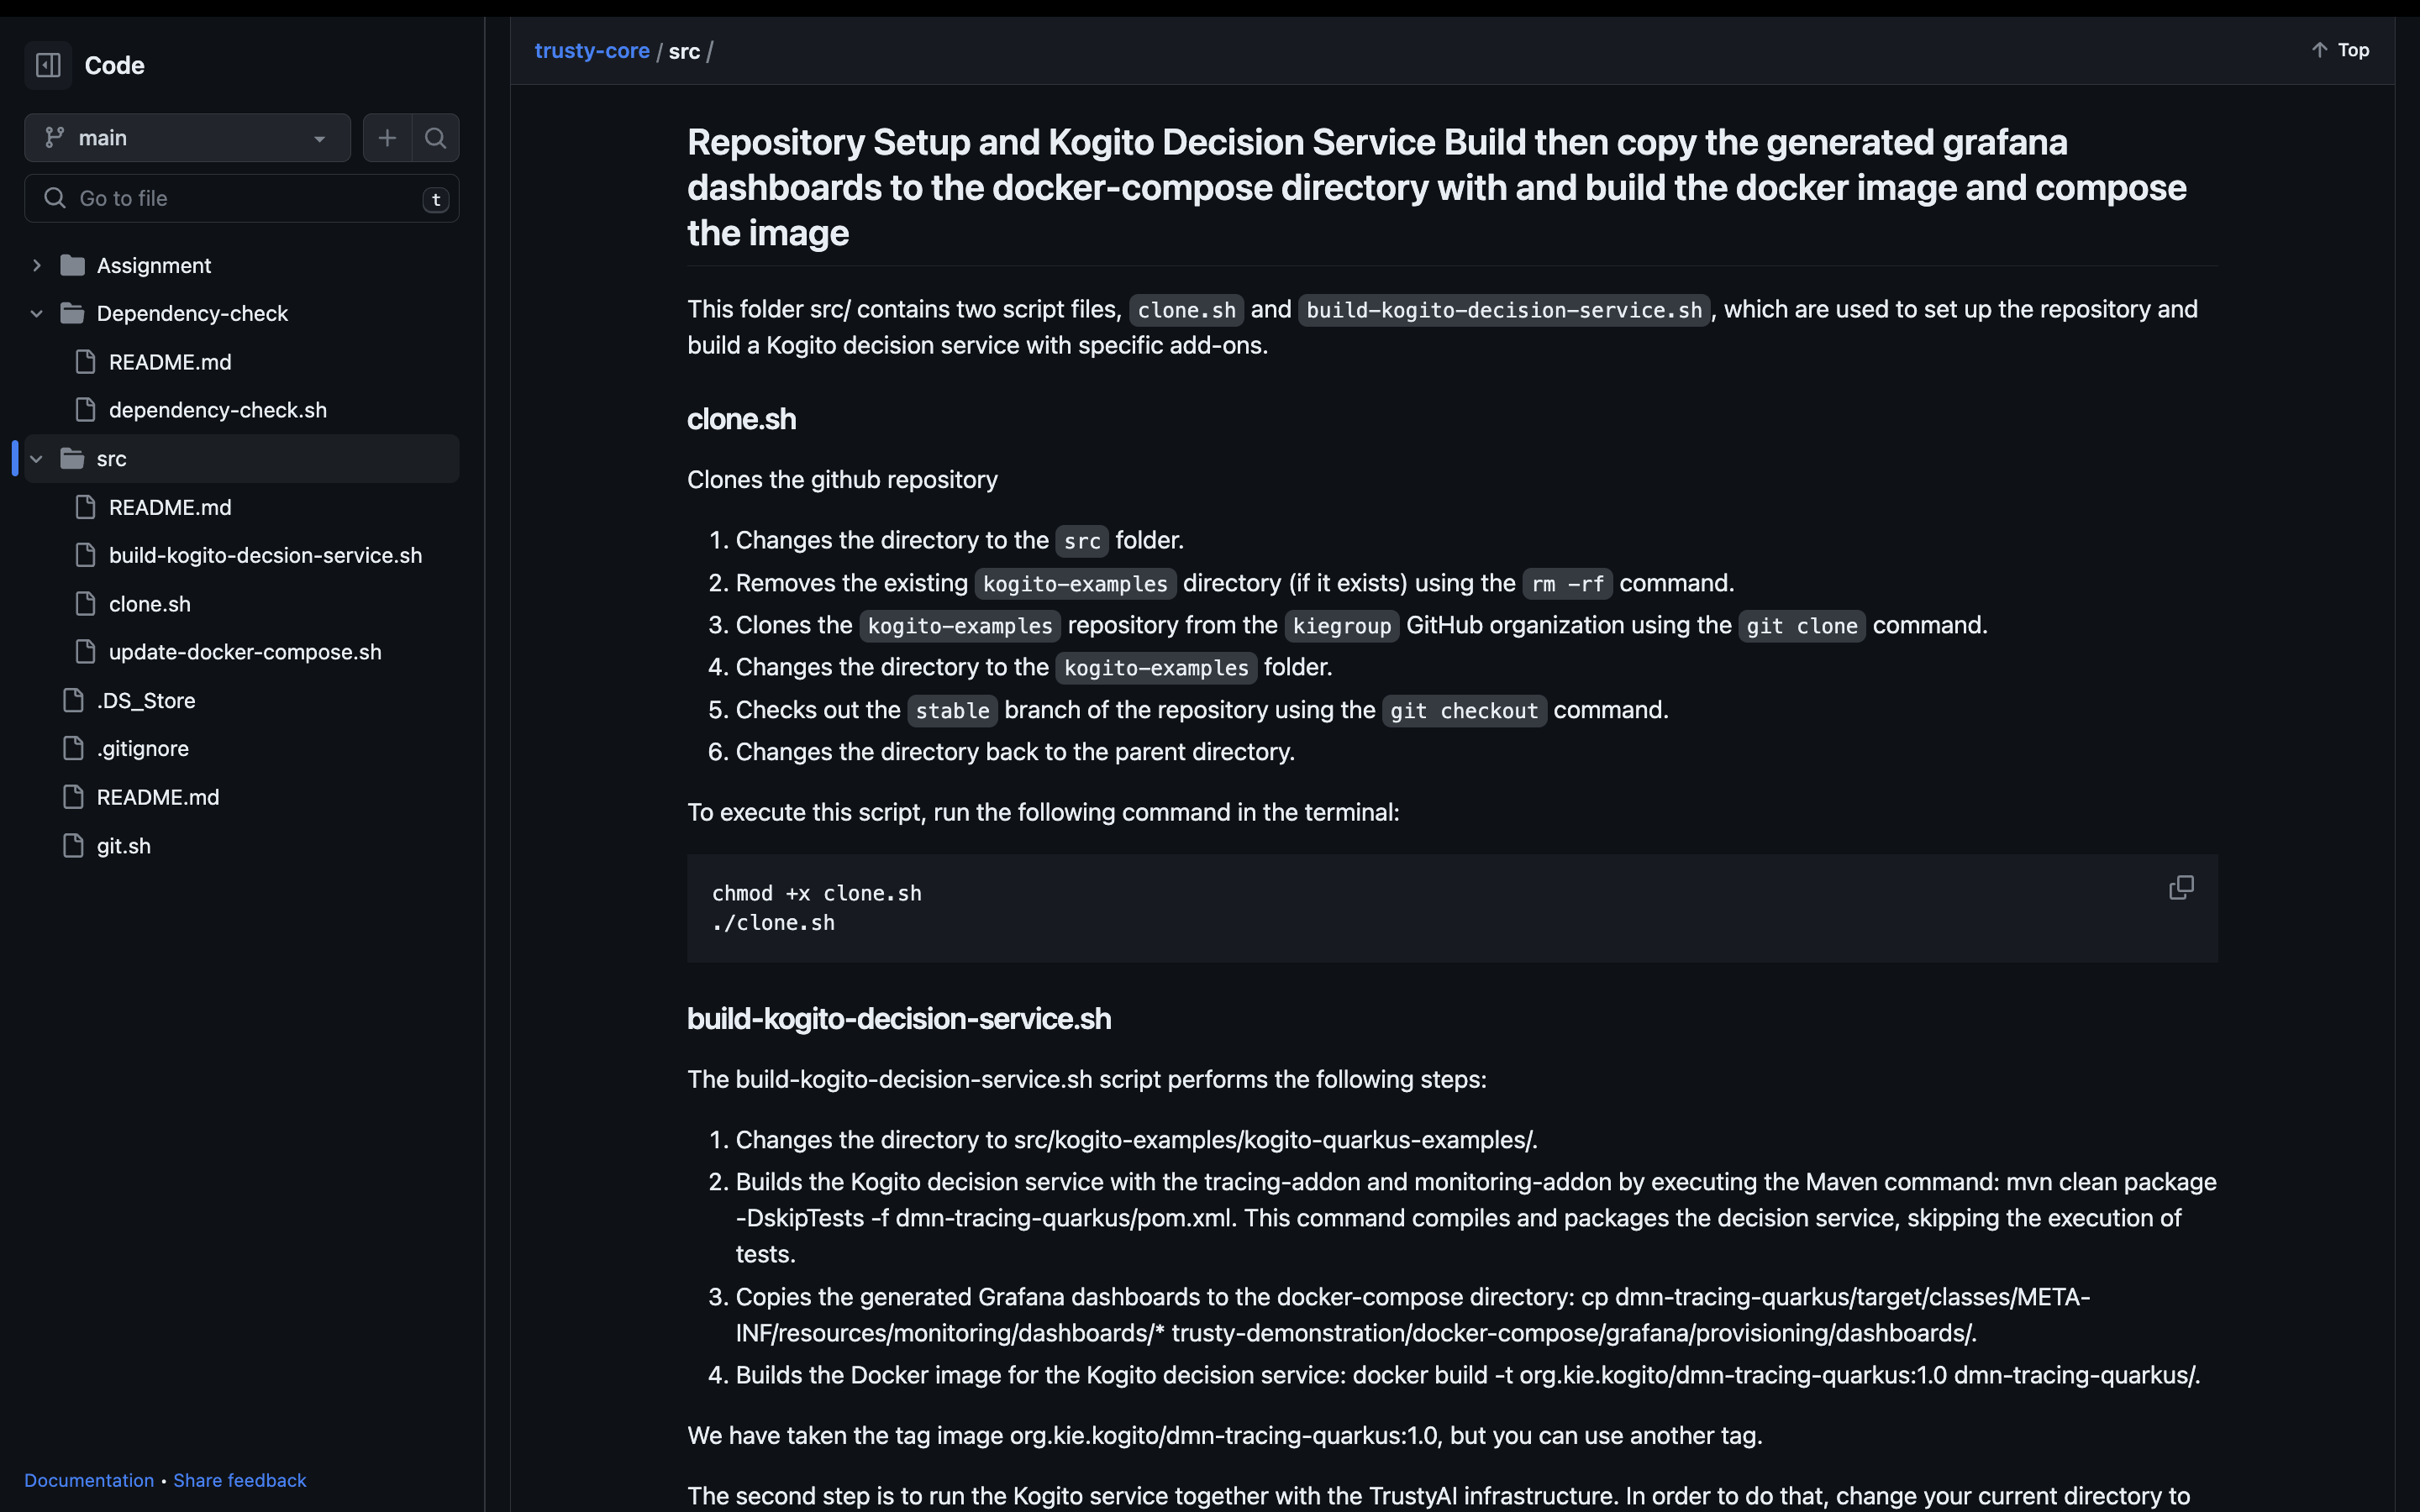 Code
main
Go to file
t
Assignment
Dependency-check
README.md
dependency-check.sh
src
README.md
build-kogito-decsion-service.sh
clone.sh
update-docker-compose.sh
.DS_Store
.gitignore
README.md
git.sh
Documentation • Share feedback
trusty-core / src /
Top
Repository Setup and Kogito Decision Service Build then copy the generated grafana
dashboards to the docker-compose directory with and build the docker image and compose
the image
This folder src/ contains two script files, clone.sh and build-kogito-decision-service.sh, which are used to set up the repository and
build a Kogito decision service with specific add-ons.
clone.sh
Clones the github repository
1. Changes the directory to the src folder.
2. Removes the existing kogito-examples directory (if it exists) using the rm -rf command.
3. Clones the kogito-examples repository from the kiegroup GitHub organization using the git clone command.
4. Changes the directory to the kogito-examples folder.
5. Checks out the stable branch of the repository using the git checkout command.
6. Changes the directory back to the parent directory.
To execute this script, run the following command in the terminal:
chmod +x clone.sh
./clone.sh
build-kogito-decision-service.sh
The build-kogito-decision-service.sh script performs the following steps:
1. Changes the directory to src/kogito-examples/kogito-quarkus-examples/.
2. Builds the Kogito decision service with the tracing-addon and monitoring-addon by executing the Maven command: mvn clean package
-DskipTests -f dmn-tracing-quarkus/pom.xml. This command compiles and packages the decision service, skipping the execution of
tests.
3. Copies the generated Grafana dashboards to the docker-compose directory: cp dmn-tracing-quarkus/target/classes/META-
INF/resources/monitoring/dashboards/* trusty-demonstration/docker-compose/grafana/provisioning/dashboards/.
4. Builds the Docker image for the Kogito decision service: docker build -t org.kie.kogito/dmn-tracing-quarkus:1.0 dmn-tracing-quarkus/.
We have taken the tag image org.kie.kogito/dmn-tracing-quarkus:1.0, but you can use another tag.
The second step is to run the Kogito service together with the TrustyAI infrastructure. In order to do that, change your current directory to